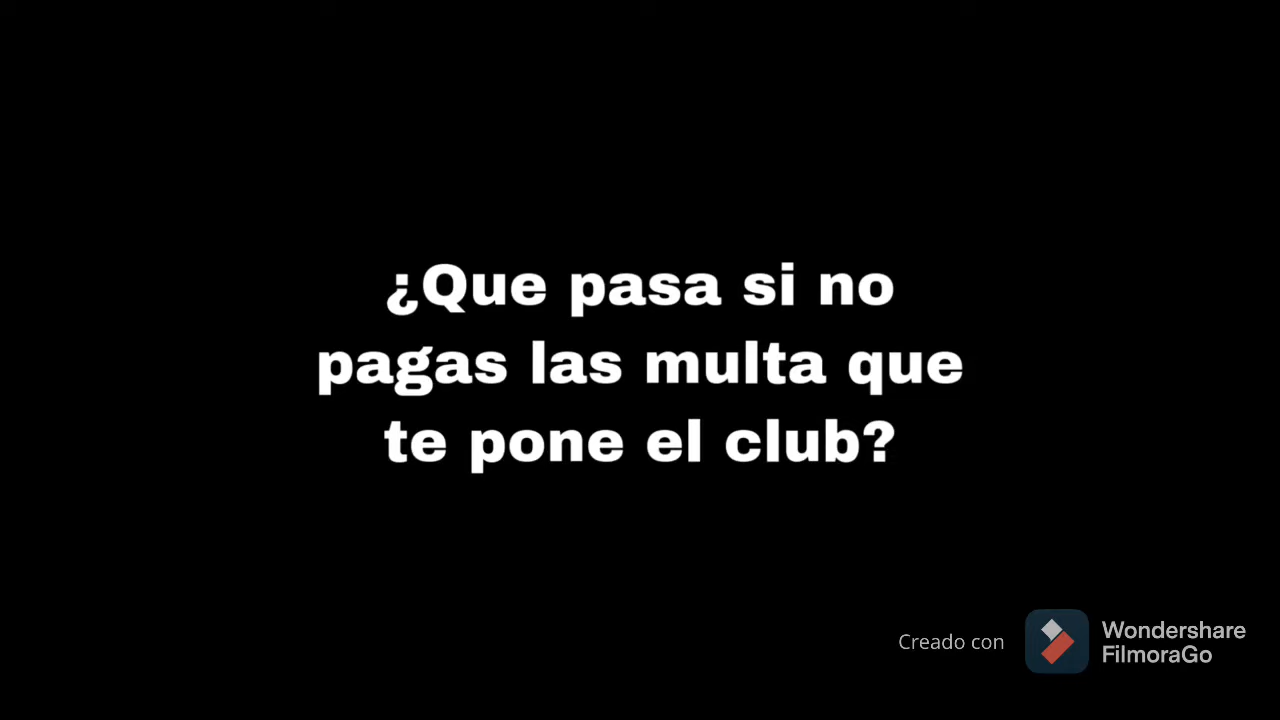 ¿Que pasa si no
pagas las multa que
te pone el club?
Creado con
Wondershare
FilmoraGo